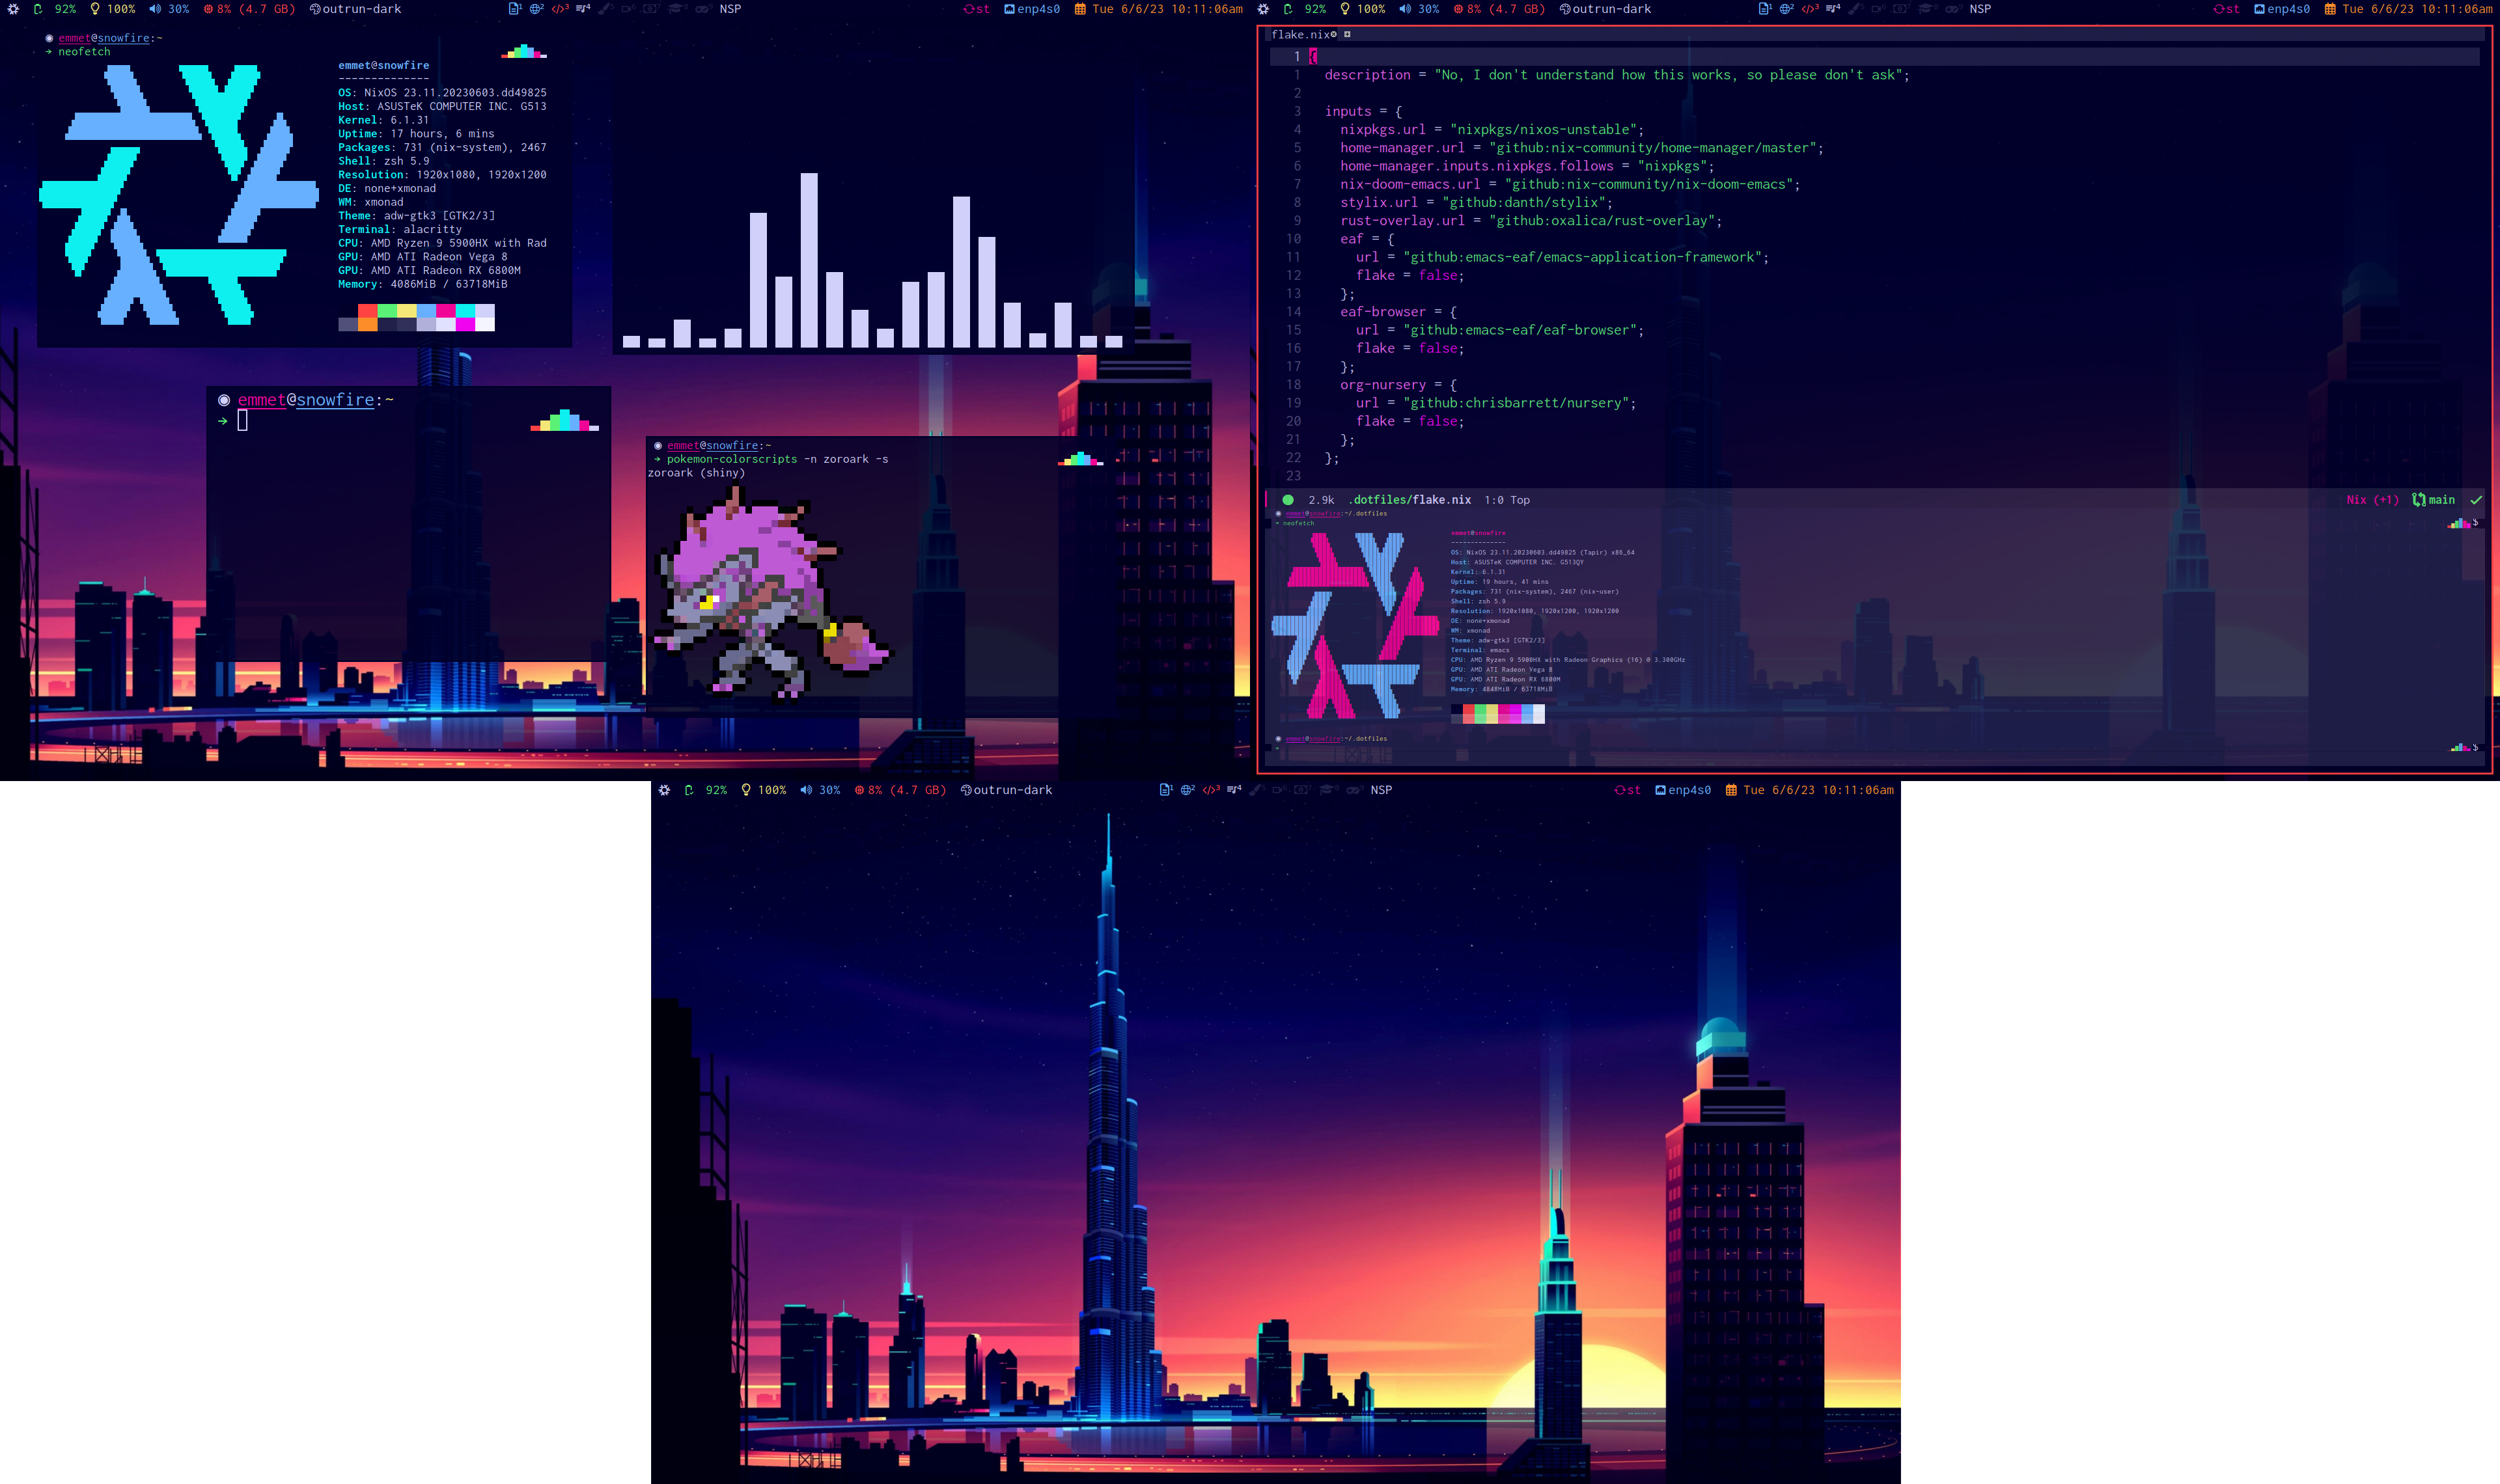 92% 100% 30% 8% (4.7 GB) outrun-dark 1 2 </>3 4 NSP st enp4s0 Tue 6/6/23 10:11:06am
emmet@snowfire:~
→ neofetch
emmet@snowfire
--------------
OS: NixOS 23.11.20230603.dd49825
Host: ASUSTeK COMPUTER INC. G513
Kernel: 6.1.31
Uptime: 17 hours, 6 mins
Packages: 731 (nix-system), 2467
Shell: zsh 5.9
Resolution: 1920x1080, 1920x1200
DE: none+xmonad
WM: xmonad
Theme: adw-gtk3 [GTK2/3]
Terminal: alacritty
CPU: AMD Ryzen 9 5900HX with Rad
GPU: AMD ATI Radeon Vega 8
GPU: AMD ATI Radeon RX 6800M
Memory: 4086MiB / 63718MiB
emmet@snowfire:~
→
emmet@snowfire:~
→ pokemon-colorscripts -n zoroark -s
zoroark (shiny)
92% 100% 30% 8% (4.7 GB) outrun-dark 1 2 </>3 4 NSP st enp4s0 Tue 6/6/23 10:11:06am
flake.nix
1 {
1 description = "No, I don't understand how this works, so please don't ask";
2
3 inputs = {
4 nixpkgs.url = "nixpkgs/nixos-unstable";
5 home-manager.url = "github:nix-community/home-manager/master";
6 home-manager.inputs.nixpkgs.follows = "nixpkgs";
7 nix-doom-emacs.url = "github:nix-community/nix-doom-emacs";
8 stylix.url = "github:danth/stylix";
9 rust-overlay.url = "github:oxalica/rust-overlay";
10 eaf = {
11 url = "github:emacs-eaf/emacs-application-framework";
12 flake = false;
13 };
14 eaf-browser = {
15 url = "github:emacs-eaf/eaf-browser";
16 flake = false;
17 };
18 org-nursery = {
19 url = "github:chrisbarrett/nursery";
20 flake = false;
21 };
22 };
23
2.9k .dotfiles/flake.nix 1:0 Top Nix (+1) main
emmet@snowfire:~/.dotfiles
→ neofetch $
emmet@snowfire
--------------
OS: NixOS 23.11.20230603.dd49825 (Tapir) x86_64
Host: ASUSTeK COMPUTER INC. G513QY
Kernel: 6.1.31
Uptime: 19 hours, 41 mins
Packages: 731 (nix-system), 2467 (nix-user)
Shell: zsh 5.9
Resolution: 1920x1080, 1920x1200, 1920x1200
DE: none+xmonad
WM: xmonad
Theme: adw-gtk3 [GTK2/3]
Terminal: emacs
CPU: AMD Ryzen 9 5900HX with Radeon Graphics (16) @ 3.300GHz
GPU: AMD ATI Radeon Vega 8
GPU: AMD ATI Radeon RX 6800M
Memory: 4848MiB / 63718MiB
emmet@snowfire:~/.dotfiles
→ $
92% 100% 30% 8% (4.7 GB) outrun-dark 1 2 </>3 4 NSP st enp4s0 Tue 6/6/23 10:11:06am